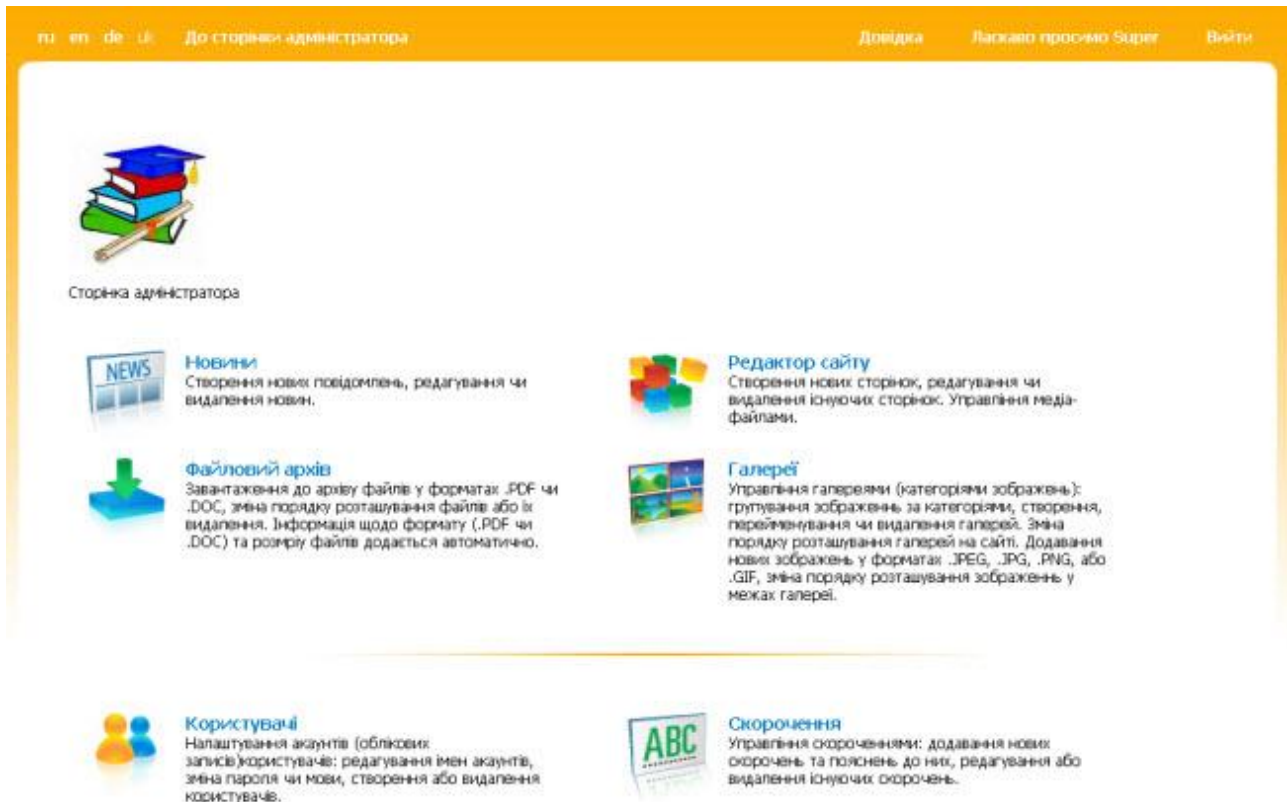 ru en de uk До сторінки адміністратора Довідка Ласкаво просимо Super Вийти
Сторінка адміністратора
NEWS
Новини
Створення нових повідомлень, редагування чи
видалення новин.
Редактор сайту
Створення нових сторінок, редагування чи
видалення існуючих сторінок. Управління медіа-
файлами.
Файловий архів
Завантаження до архіву файлів у форматах .PDF чи
.DOC, зміна порядку розташування файлів або їх
видалення. Інформація щодо формату (.PDF чи
.DOC) та розмріу файлів додається автоматично.
Галереї
Управління галереями (категоріями зображень):
групування зображеннь за категоріями, створення,
перейменування чи видалення галерей. Зміна
порядку розташування галерей на сайті. Додавання
нових зображень у форматах .JPEG, .JPG, .PNG, або
.GIF, зміна порядку розташування зображеннь у
межах галереї.
Користувачі
Налаштування акаунтів (облікових
записів)користувачів: редагування імен акаунтів,
зміна пароля чи мови, створення або видалення
користувачів.
ABC
Скорочення
Управління скороченнями: додавання нових
скорочень та пояснень до них, редагування або
видалення існуючих скорочень.